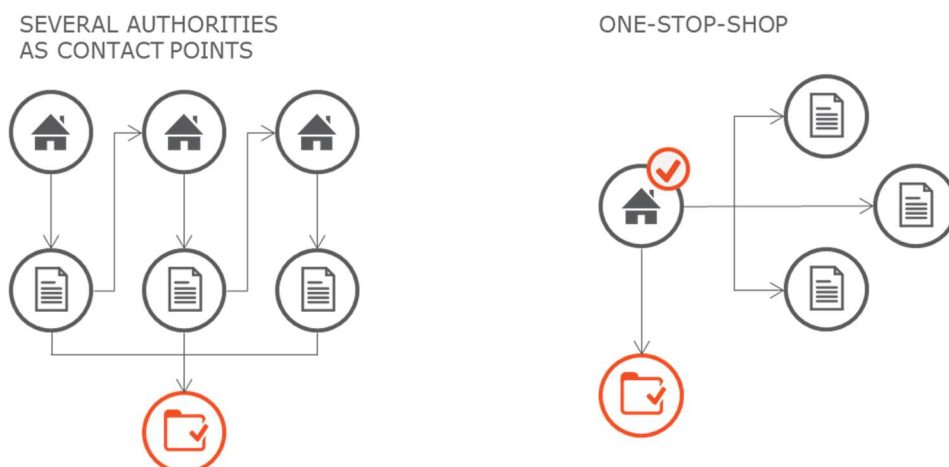 SEVERAL AUTHORITIES
AS CONTACT POINTS
ONE-STOP-SHOP